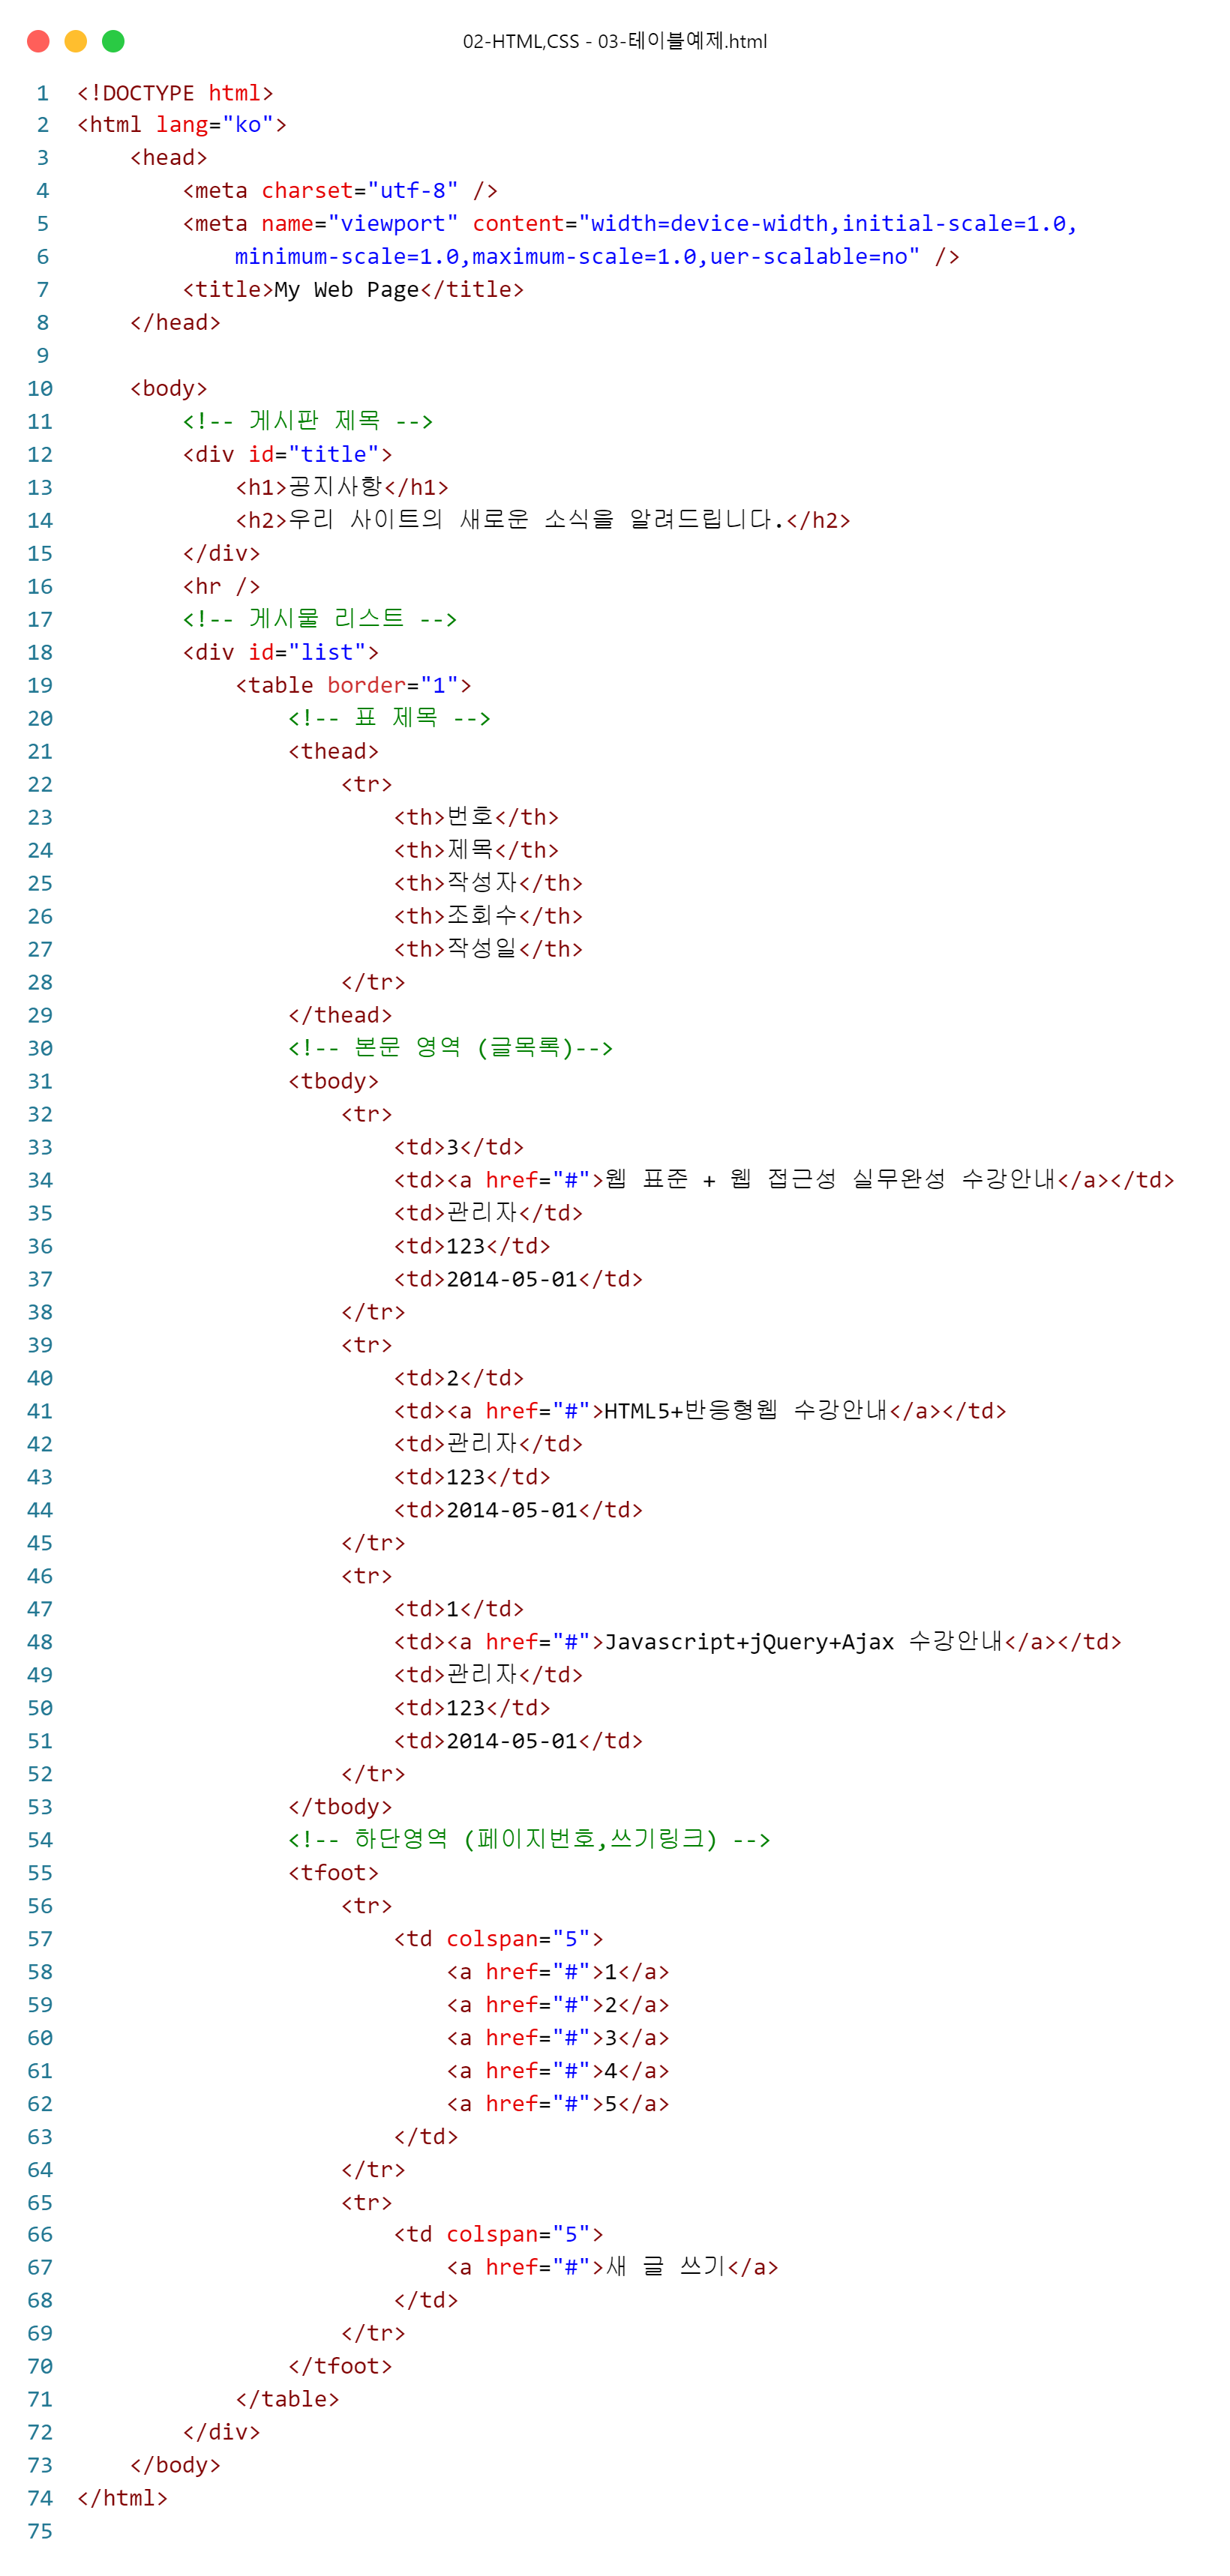 02-HTML,CSS - 03-테이블예제.html
1 <!DOCTYPE html>
2 <html lang="ko">
3     <head>
4         <meta charset="utf-8" />
5         <meta name="viewport" content="width=device-width,initial-scale=1.0,
6             minimum-scale=1.0,maximum-scale=1.0,uer-scalable=no" />
7         <title>My Web Page</title>
8     </head>
9
10     <body>
11         <!-- 게시판 제목 -->
12         <div id="title">
13             <h1>공지사항</h1>
14             <h2>우리 사이트의 새로운 소식을 알려드립니다.</h2>
15         </div>
16         <hr />
17         <!-- 게시물 리스트 -->
18         <div id="list">
19             <table border="1">
20                 <!-- 표 제목 -->
21                 <thead>
22                     <tr>
23                         <th>번호</th>
24                         <th>제목</th>
25                         <th>작성자</th>
26                         <th>조회수</th>
27                         <th>작성일</th>
28                     </tr>
29                 </thead>
30                 <!-- 본문 영역 (글목록)-->
31                 <tbody>
32                     <tr>
33                         <td>3</td>
34                         <td><a href="#">웹 표준 + 웹 접근성 실무완성 수강안내</a></td>
35                         <td>관리자</td>
36                         <td>123</td>
37                         <td>2014-05-01</td>
38                     </tr>
39                     <tr>
40                         <td>2</td>
41                         <td><a href="#">HTML5+반응형웹 수강안내</a></td>
42                         <td>관리자</td>
43                         <td>123</td>
44                         <td>2014-05-01</td>
45                     </tr>
46                     <tr>
47                         <td>1</td>
48                         <td><a href="#">Javascript+jQuery+Ajax 수강안내</a></td>
49                         <td>관리자</td>
50                         <td>123</td>
51                         <td>2014-05-01</td>
52                     </tr>
53                 </tbody>
54                 <!-- 하단영역 (페이지번호,쓰기링크) -->
55                 <tfoot>
56                     <tr>
57                         <td colspan="5">
58                             <a href="#">1</a>
59                             <a href="#">2</a>
60                             <a href="#">3</a>
61                             <a href="#">4</a>
62                             <a href="#">5</a>
63                         </td>
64                     </tr>
65                     <tr>
66                         <td colspan="5">
67                             <a href="#">새 글 쓰기</a>
68                         </td>
69                     </tr>
70                 </tfoot>
71             </table>
72         </div>
73     </body>
74 </html>
75